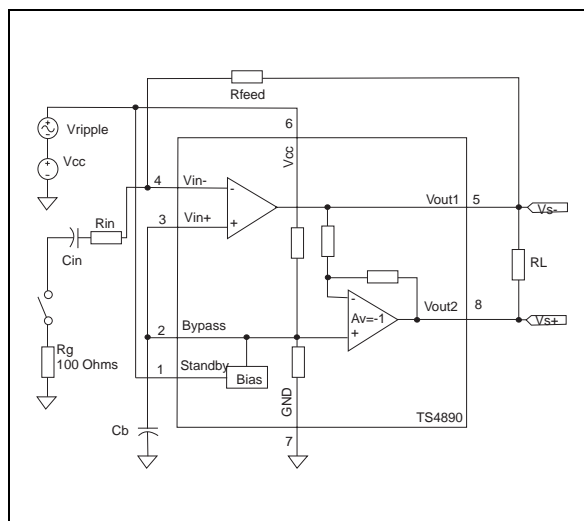 Rfeed
6
Vripple
Vcc
Vcc
4
Vin-
-
Vout1
5
Vs-
3
Vin+
+
Rin
Cin
RL
-
Vout2
8
Av=-1
Vs+
2
Bypass
+
Rg
100 Ohms
1
Standby
Bias
GND
Cb
TS4890
7